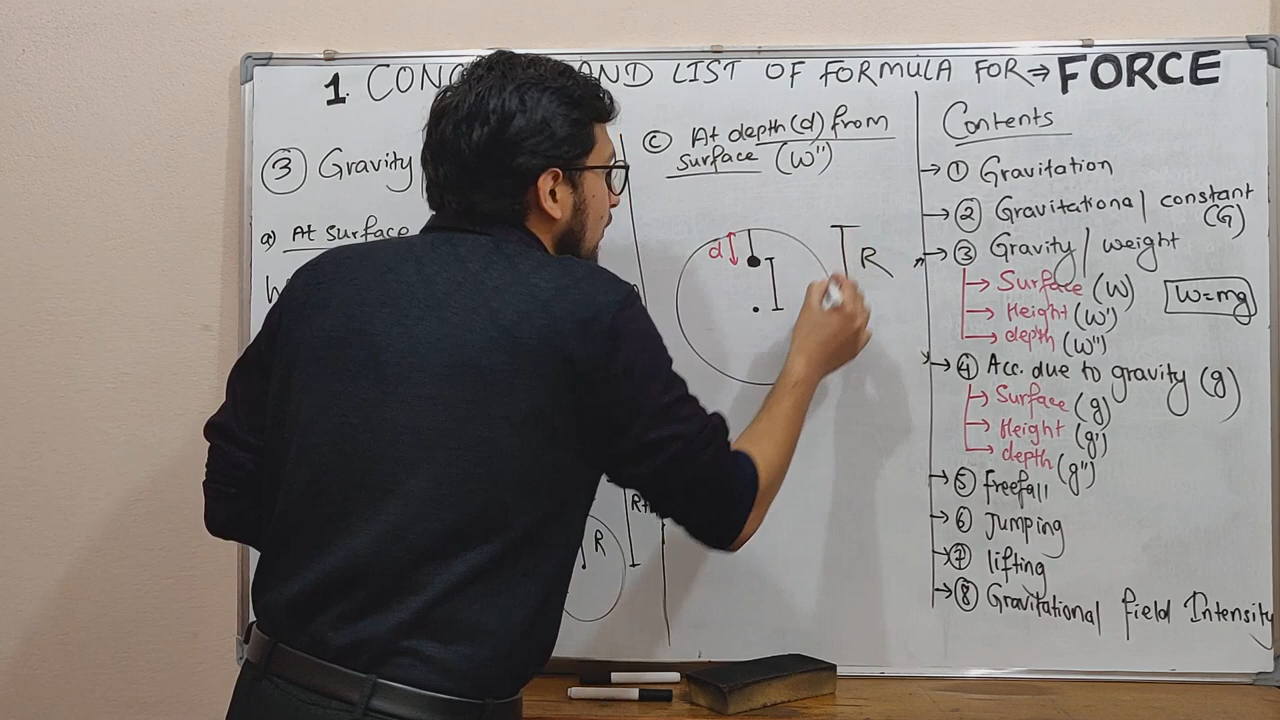 1. CONC AND LIST OF FORMULA FOR⇒ FORCE
③ Gravity
a) At surface
R
Ⓒ At depth(d) from
surface (W")
d
R
Contents
→ ① Gravitation
→ ② Gravitational constant
(G)
→ ③ Gravity / weight
→ Surface (W)
→ Height (W')
→ depth (W")
W=mg
→ ④ Acc. due to gravity (g)
→ Surface (g)
→ Height (g')
→ depth (g")
→ ⑤ freefall
→ ⑥ Jumping
→ ⑦ lifting
→ ⑧ Gravitational field Intensity